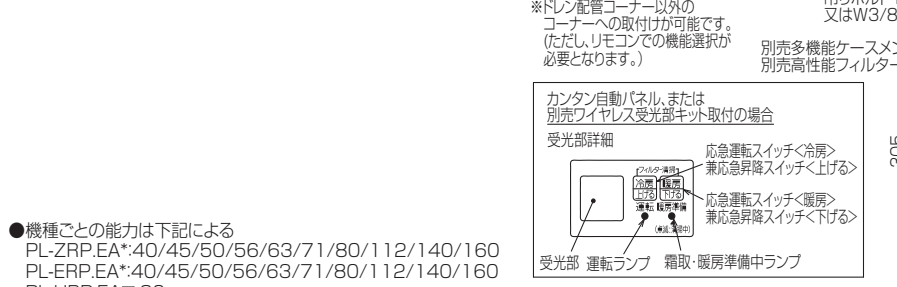 ※ドレン配管コーナー以外の
コーナーへの取付けが可能です。
(ただし、リモコンでの機能選択が
必要となります。)
又はW3/8
別売多機能ケースメン
別売高性能フィルター
カンタン自動パネル、または
別売ワイヤレス受光部キット取付の場合
受光部詳細
フィルター清掃
冷房 暖房
上げる 下げる
運転 暖房準備
応急運転スイッチ<冷房>
兼応急昇降スイッチ<上げる>
応急運転スイッチ<暖房>
兼応急昇降スイッチ<下げる>
受光部 運転ランプ 霜取・暖房準備中ランプ
305
●機種ごとの能力は下記による
PL-ZRP.EA*:40/45/50/56/63/71/80/112/140/160
PL-ERP.EA*:40/45/50/56/63/71/80/112/140/160